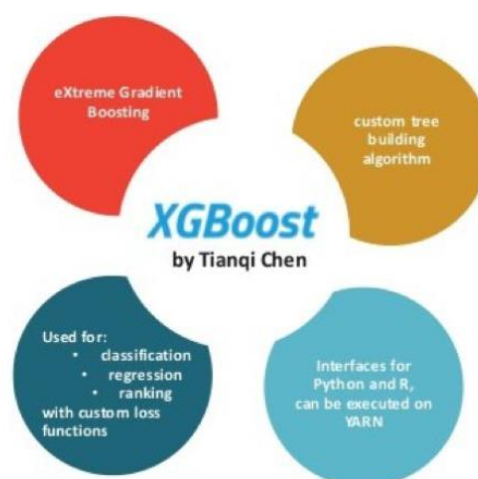 eXtreme Gradient
Boosting
custom tree
building
algorithm
XGBoost
by Tianqi Chen
Used for:
• classification
• regression
• ranking
with custom loss
functions
Interfaces for
Python and R,
can be executed on
YARN